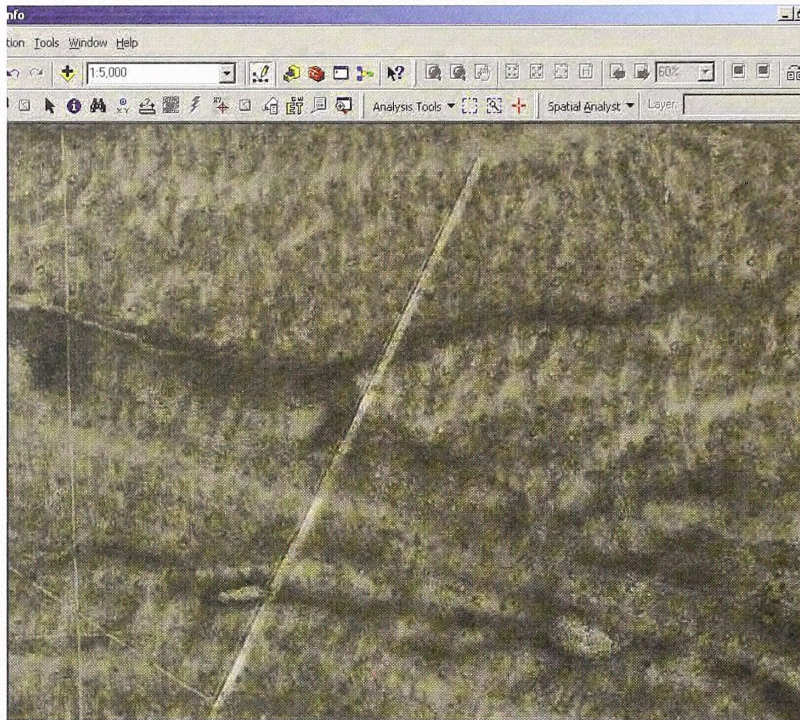 nfo
tion Tools Window Help
1:5,000
60%
Analysis Tools
Spatial Analyst
Layer: